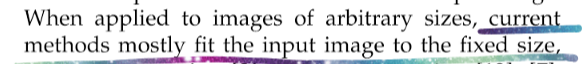 When applied to images of arbitrary sizes, current
methods mostly fit the input image to the fixed size,